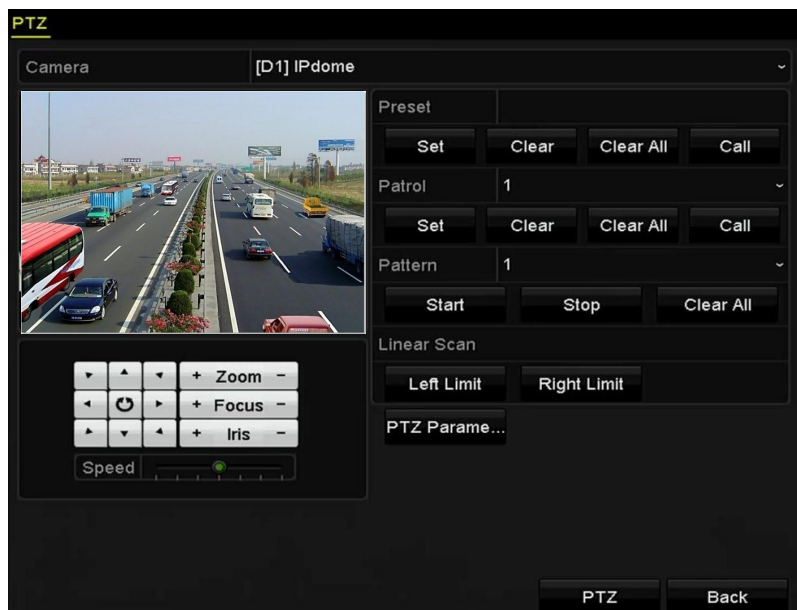 PTZ
Camera [D1] IPdome
Preset
Set Clear Clear All Call
Patrol 1
Set Clear Clear All Call
Pattern 1
Start Stop Clear All
Linear Scan
Left Limit Right Limit
PTZ Parame...
+ Zoom -
+ Focus -
+ Iris -
Speed
PTZ Back